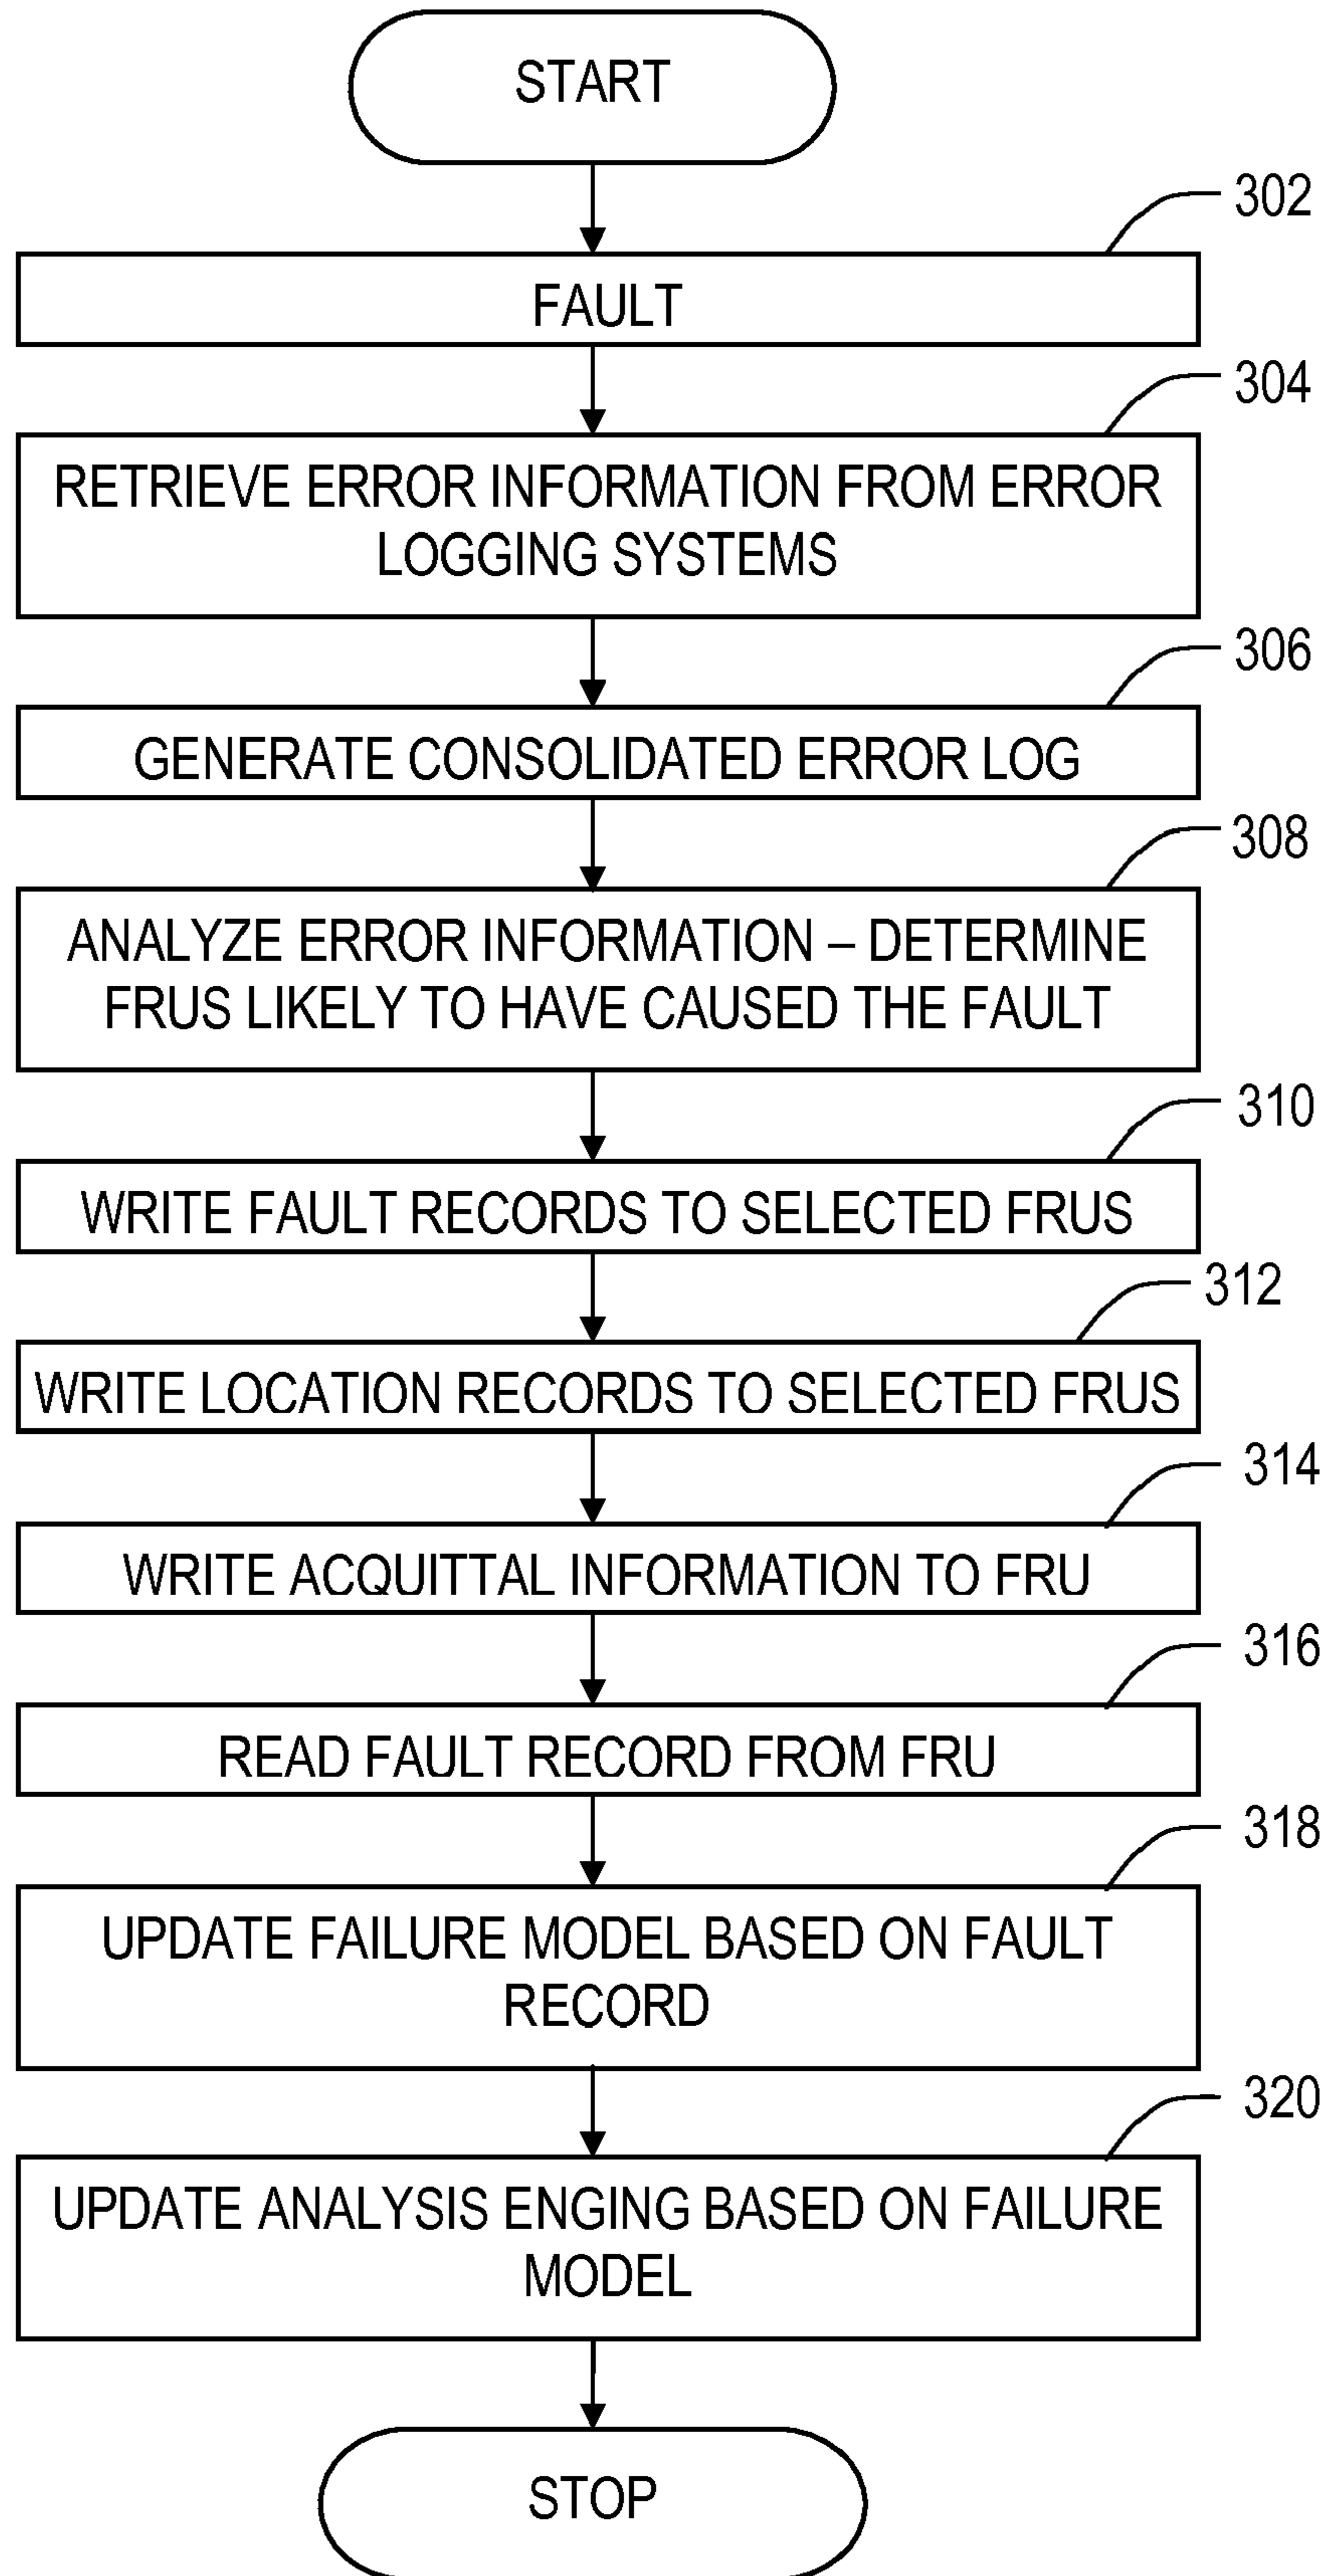 START
302
FAULT
304
RETRIEVE ERROR INFORMATION FROM ERROR
LOGGING SYSTEMS
306
GENERATE CONSOLIDATED ERROR LOG
308
ANALYZE ERROR INFORMATION – DETERMINE
FRUS LIKELY TO HAVE CAUSED THE FAULT
310
WRITE FAULT RECORDS TO SELECTED FRUS
312
WRITE LOCATION RECORDS TO SELECTED FRUS
314
WRITE ACQUITTAL INFORMATION TO FRU
316
READ FAULT RECORD FROM FRU
318
UPDATE FAILURE MODEL BASED ON FAULT
RECORD
320
UPDATE ANALYSIS ENGING BASED ON FAILURE
MODEL
STOP